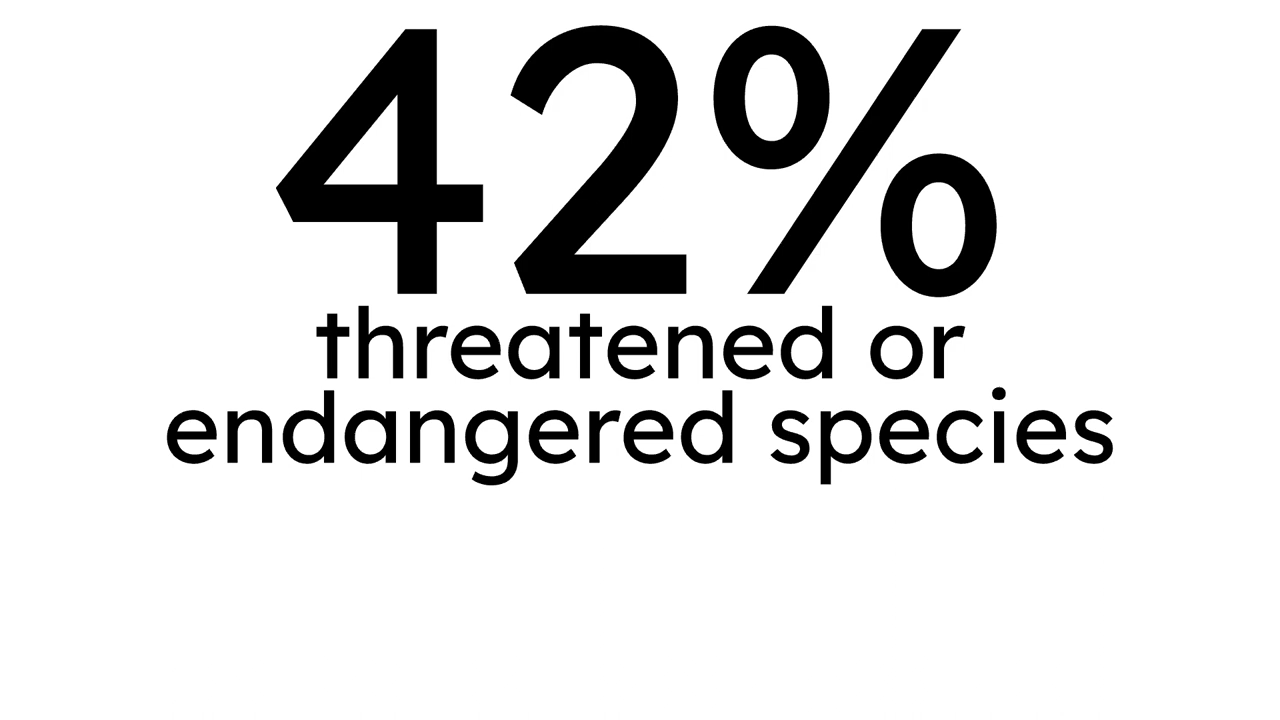 42%
threatened or
endangered species